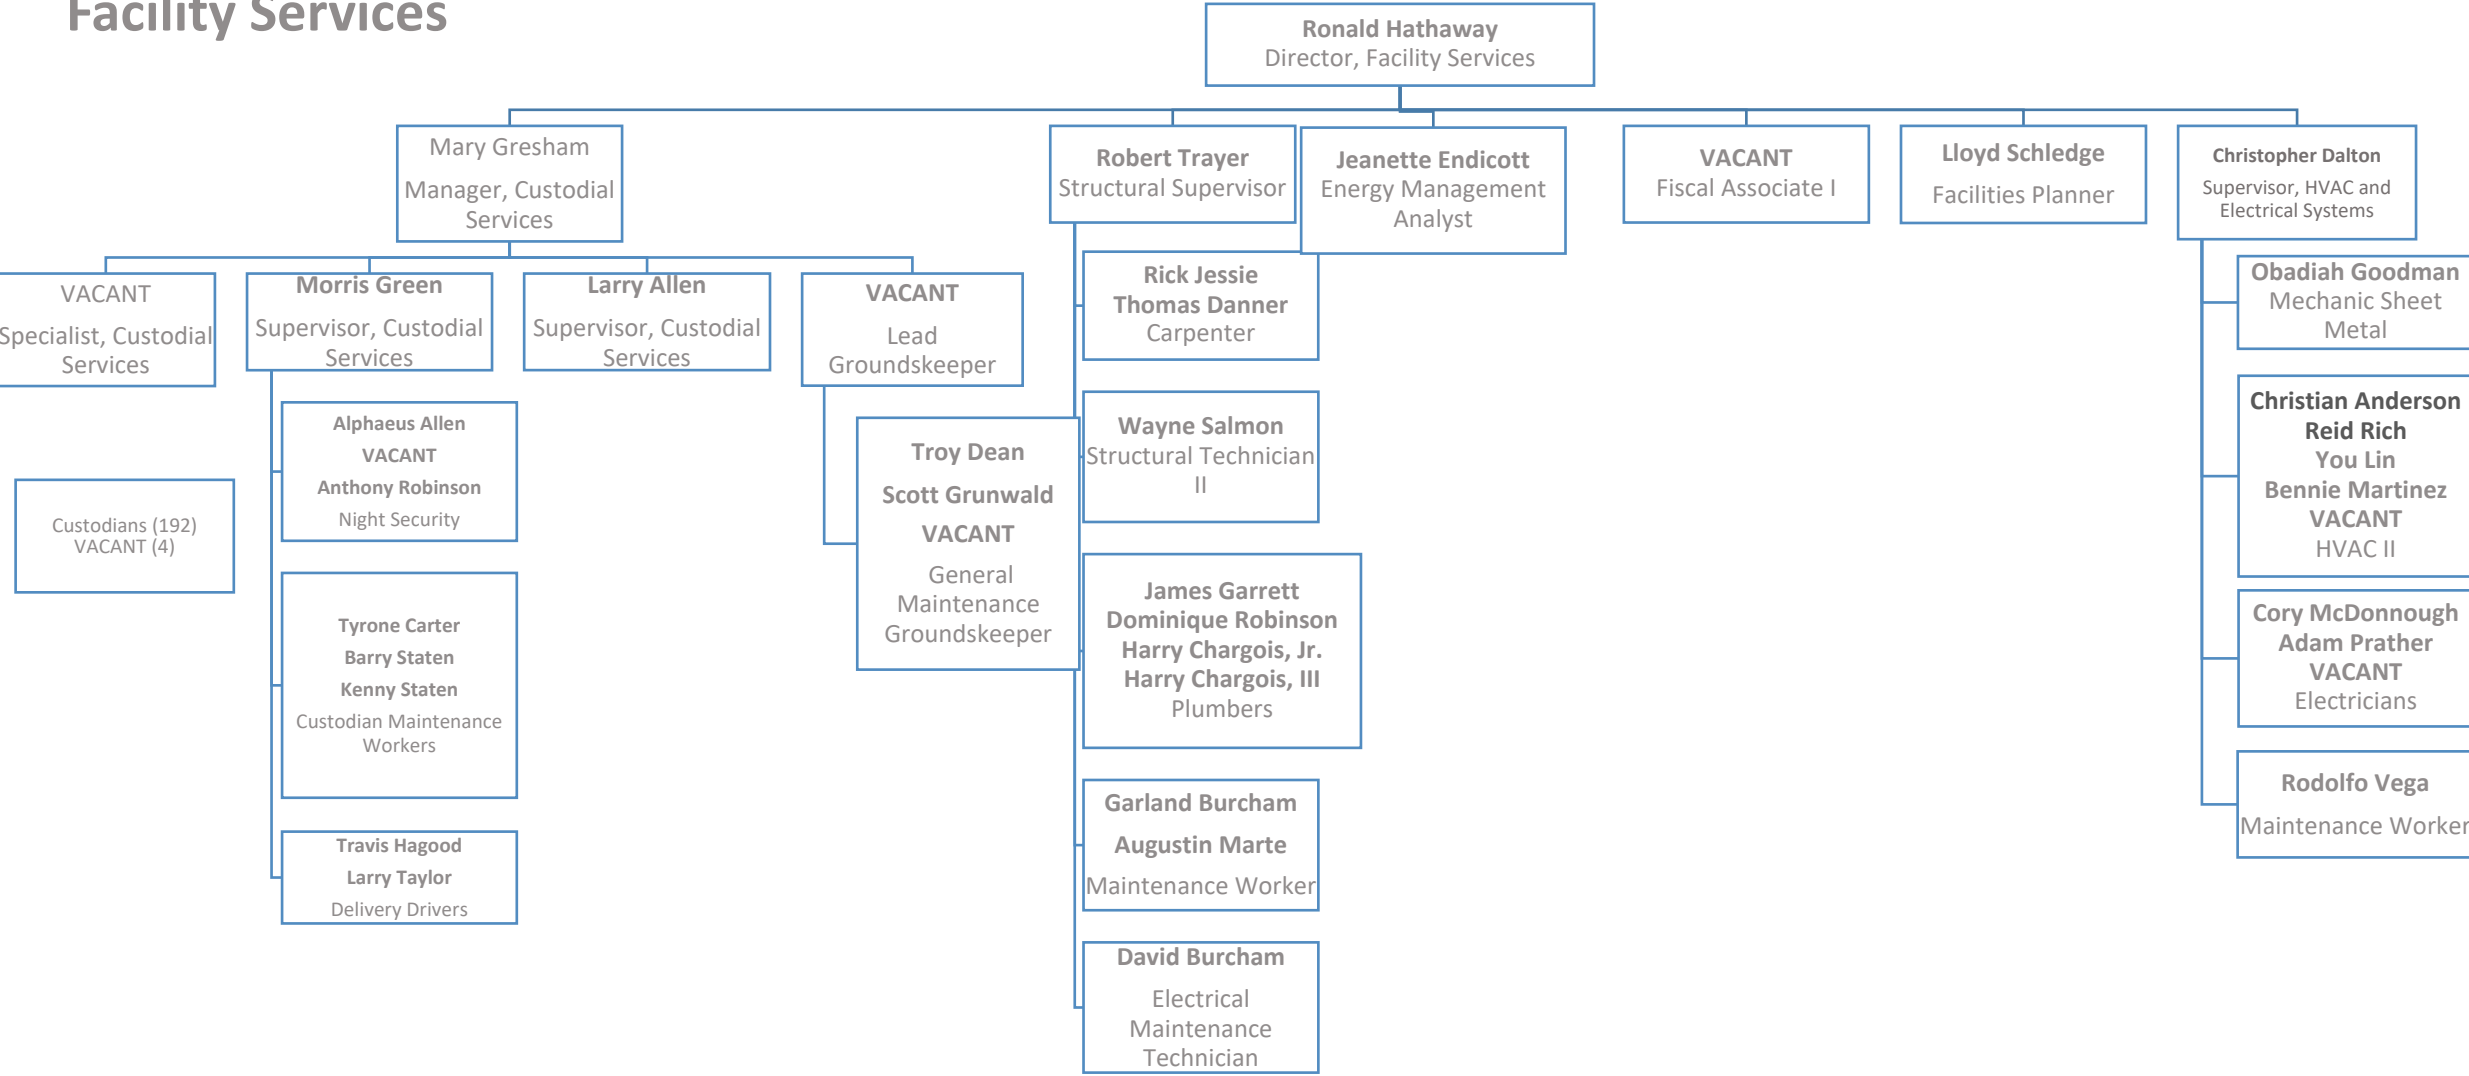 Facility Services
Ronald Hathaway
Director, Facility Services
Mary Gresham
Manager, Custodial
Services
Robert Trayer
Structural Supervisor
Jeanette Endicott
Energy Management
Analyst
VACANT
Fiscal Associate I
Lloyd Schledge
Facilities Planner
Christopher Dalton
Supervisor, HVAC and
Electrical Systems
VACANT
Specialist, Custodial
Services
Morris Green
Supervisor, Custodial
Services
Larry Allen
Supervisor, Custodial
Services
VACANT
Lead
Groundskeeper
Custodians (192)
VACANT (4)
Alphaeus Allen
VACANT
Anthony Robinson
Night Security
Tyrone Carter
Barry Staten
Kenny Staten
Custodian Maintenance
Workers
Travis Hagood
Larry Taylor
Delivery Drivers
Troy Dean
Scott Grunwald
VACANT
General
Maintenance
Groundskeeper
Rick Jessie
Thomas Danner
Carpenter
Wayne Salmon
Structural Technician
II
James Garrett
Dominique Robinson
Harry Chargois, Jr.
Harry Chargois, III
Plumbers
Garland Burcham
Augustin Marte
Maintenance Worker
David Burcham
Electrical
Maintenance
Technician
Obadiah Goodman
Mechanic Sheet
Metal
Christian Anderson
Reid Rich
You Lin
Bennie Martinez
VACANT
HVAC II
Cory McDonnough
Adam Prather
VACANT
Electricians
Rodolfo Vega
Maintenance Worker